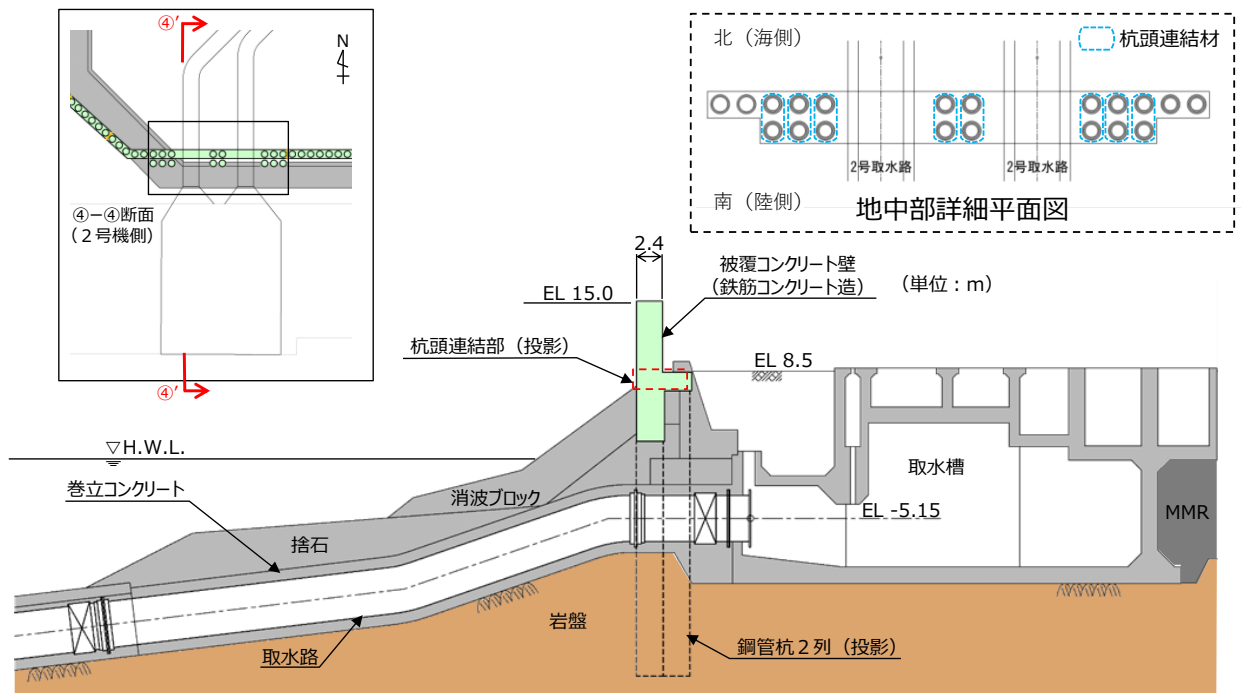 ④’
N
④－④断面
(２号機側)
④’
北（海側）
杭頭連結材
2号取水路
2号取水路
南（陸側）
地中部詳細平面図
2.4
被覆コンクリート壁
(鉄筋コンクリート造)
（単位：m）
EL 15.0
杭頭連結部（投影）
EL 8.5
▽H.W.L.
巻立コンクリート
消波ブロック
取水槽
EL -5.15
MMR
捨石
岩盤
取水路
鋼管杭２列（投影）